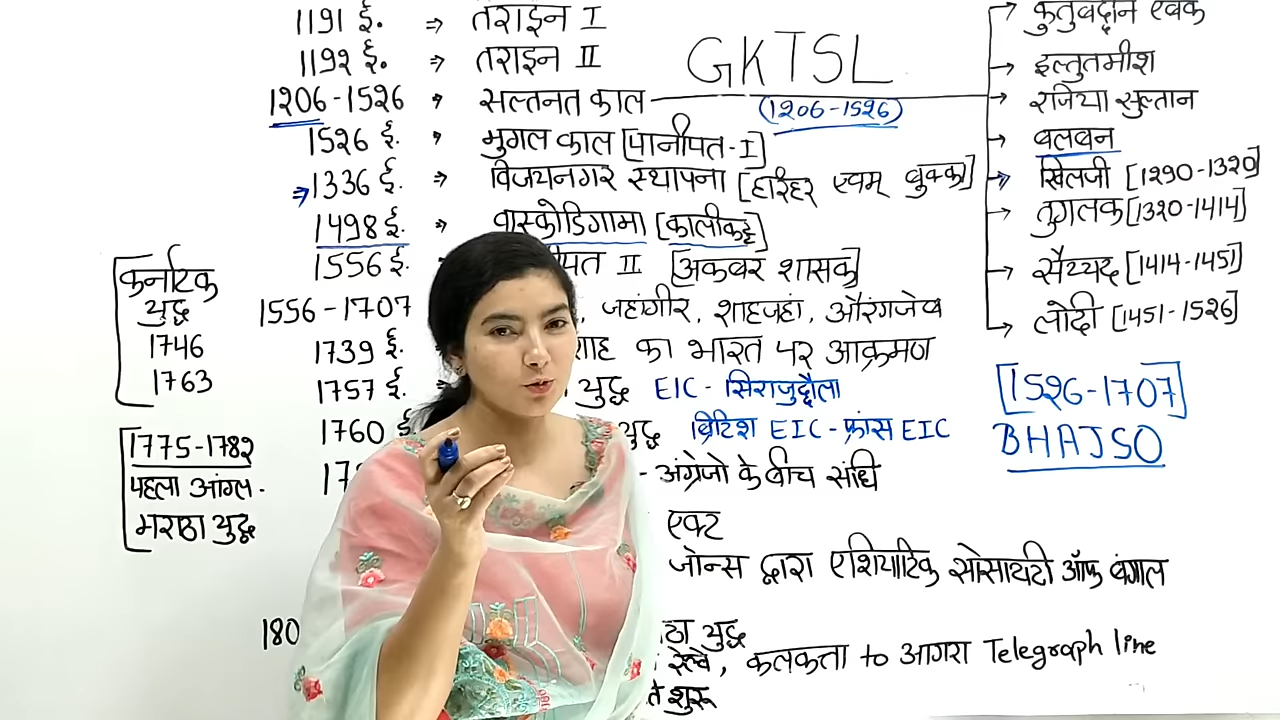 1191 ई. ⇒ तराइन I
1192 ई. ⇒ तराइन II
1206-1526 सल्तनत काल
1526 ई. मुगल काल [पानीपत-I]
⇒1336 ई. विजयनगर स्थापना [हरिहर एवम् बुक्का]
1498 ई. वास्कोडिगामा [कालीकट]
1556 ई. पत II [अकबर शासक]
1556-1707 जहांगीर, शाहजहां, औरंगजेब
1739 ई. शाह का भारत पर आक्रमण
1757 ई. युद्ध EIC - सिराजुद्दौला
1760 ई. युद्ध ब्रिटिश EIC - फ्रांस EIC
- अंग्रेजो के बीच संधि
एक्ट
जोन्स द्वारा एशियाटिक सोसायटी ऑफ बंगाल
180 युद्ध
रेल्वे, कलकता to आगरा Telegraph line
शुरू
GKTSL
(1206-1526)
कुतुबद्दीन एबक
इल्तुतमीश
रजिया सुल्तान
बलबन
खिलजी [1290-1320]
तुगलक [1320-1414]
सैय्यद [1414-1451]
लोदी [1451-1526]
[1526-1707]
BHAJSO
कर्नाटक
युद्ध
1746
1763
1775-1782
पहला आंग्ल-
मराठा युद्ध